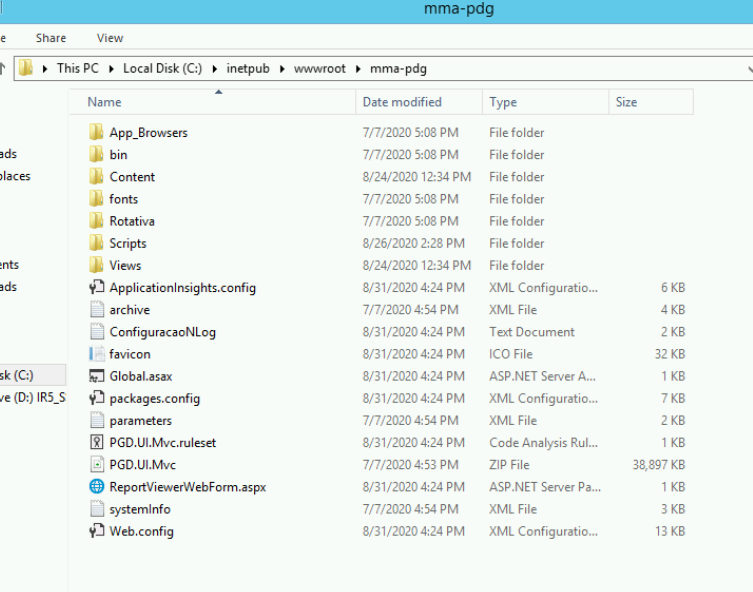 mma-pdg
e Share View
This PC Local Disk (C:) inetpub wwwroot mma-pdg
Name Date modified Type Size
App_Browsers 7/7/2020 5:08 PM File folder
ads bin 7/7/2020 5:08 PM File folder
places Content 8/24/2020 12:34 PM File folder
fonts 7/7/2020 5:08 PM File folder
Rotativa 7/7/2020 5:08 PM File folder
Scripts 8/26/2020 2:28 PM File folder
ents Views 8/24/2020 12:34 PM File folder
ads ApplicationInsights.config 8/31/2020 4:24 PM XML Configuratio... 6 KB
archive 7/7/2020 4:54 PM XML File 4 KB
ConfiguracaoNLog 8/31/2020 4:24 PM Text Document 2 KB
favicon 8/31/2020 4:24 PM ICO File 32 KB
sk (C:) Global.asax 8/31/2020 4:24 PM ASP.NET Server A... 1 KB
ve (D:) IR5_S packages.config 8/31/2020 4:24 PM XML Configuratio... 7 KB
parameters 7/7/2020 4:54 PM XML File 2 KB
PGD.UI.Mvc.ruleset 8/31/2020 4:24 PM Code Analysis Rul... 1 KB
PGD.UI.Mvc 7/7/2020 4:53 PM ZIP File 38,897 KB
ReportViewerWebForm.aspx 8/31/2020 4:24 PM ASP.NET Server Pa... 1 KB
systemInfo 7/7/2020 4:54 PM XML File 3 KB
Web.config 8/31/2020 4:24 PM XML Configuratio... 13 KB